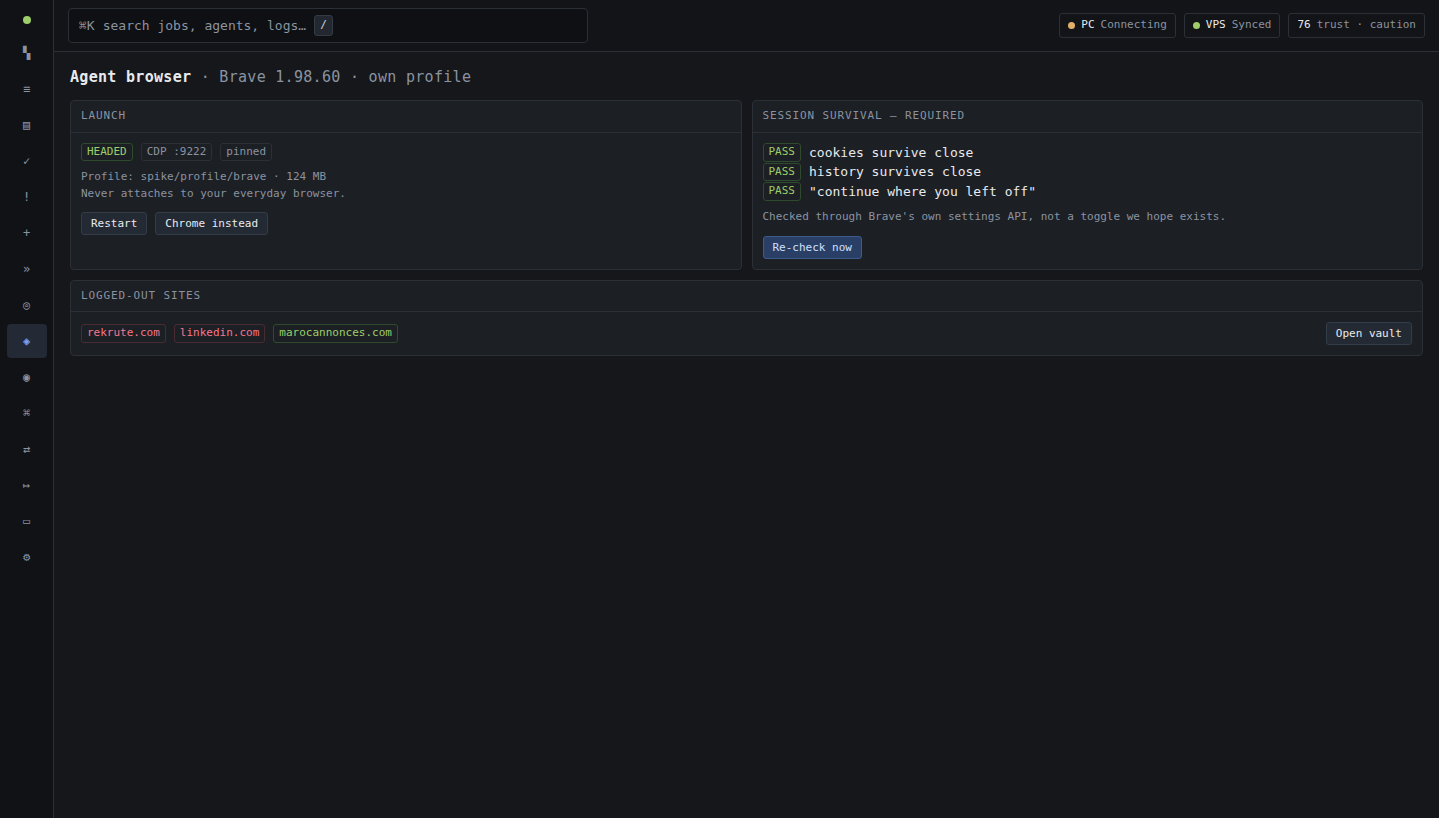 ⌘K search jobs, agents, logs… /
PC Connecting
VPS Synced
76 trust · caution
Agent browser · Brave 1.98.60 · own profile
LAUNCH
HEADED CDP :9222 pinned
Profile: spike/profile/brave · 124 MB
Never attaches to your everyday browser.
Restart Chrome instead
SESSION SURVIVAL — REQUIRED
PASS cookies survive close
PASS history survives close
PASS "continue where you left off"
Checked through Brave's own settings API, not a toggle we hope exists.
Re-check now
LOGGED-OUT SITES
rekrute.com linkedin.com marocannonces.com
Open vault